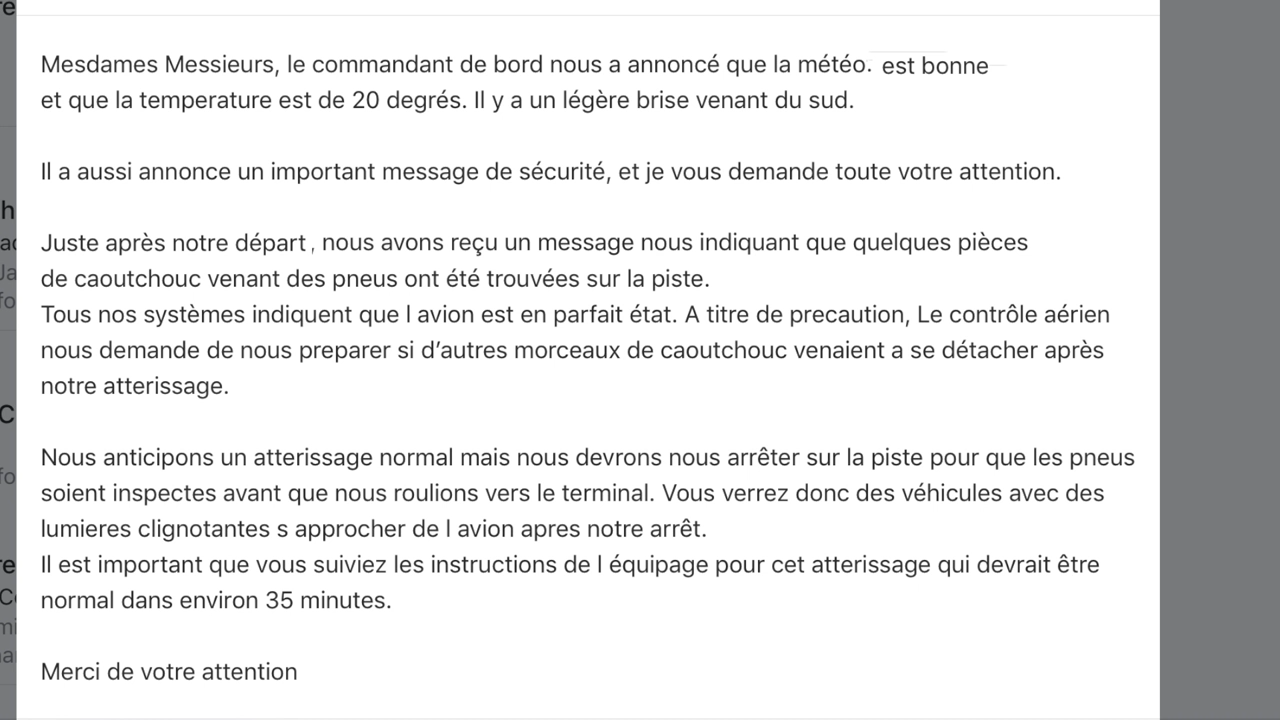 Mesdames Messieurs, le commandant de bord nous a annoncé que la météo. est bonne
et que la temperature est de 20 degrés. Il y a un légère brise venant du sud.
Il a aussi annonce un important message de sécurité, et je vous demande toute votre attention.
Juste après notre départ, nous avons reçu un message nous indiquant que quelques pièces
de caoutchouc venant des pneus ont été trouvées sur la piste.
Tous nos systèmes indiquent que l avion est en parfait état. A titre de precaution, Le contrôle aérien
nous demande de nous preparer si d’autres morceaux de caoutchouc venaient a se détacher après
notre atterissage.
Nous anticipons un atterissage normal mais nous devrons nous arrêter sur la piste pour que les pneus
soient inspectes avant que nous roulions vers le terminal. Vous verrez donc des véhicules avec des
lumieres clignotantes s approcher de l avion apres notre arrêt.
Il est important que vous suiviez les instructions de l équipage pour cet atterissage qui devrait être
normal dans environ 35 minutes.
Merci de votre attention